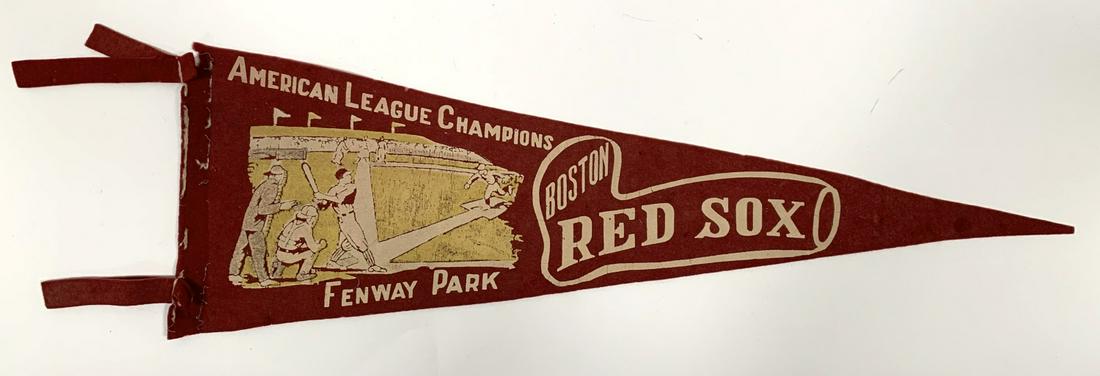 AMERICAN LEAGUE CHAMPIONS
FENWAY PARK
BOSTON
RED SOX